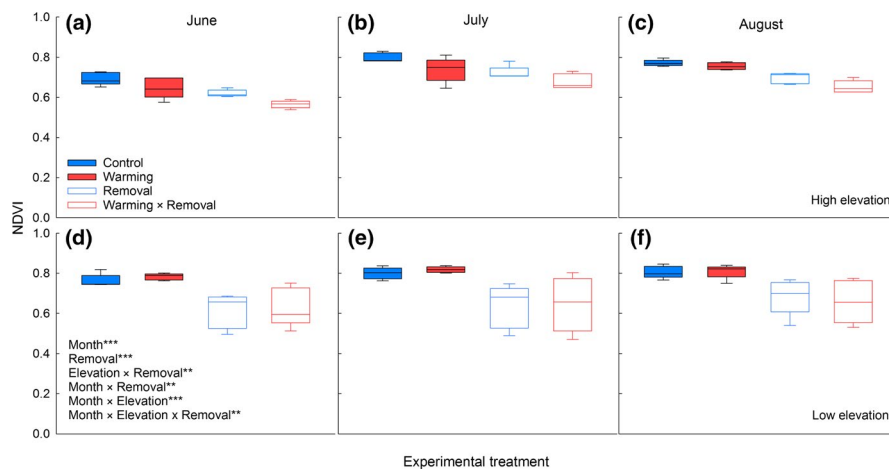 June
July
August
(a)
(b)
(c)
1.0
0.8
0.6
0.4
0.2
0.0
Control
Warming
Removal
Warming × Removal
High elevation
NDVI
(d)
(e)
(f)
1.0
0.8
0.6
0.4
0.2
0.0
Month***
Removal***
Elevation × Removal**
Month × Removal**
Month × Elevation***
Month × Elevation x Removal**
Low elevation
Experimental treatment